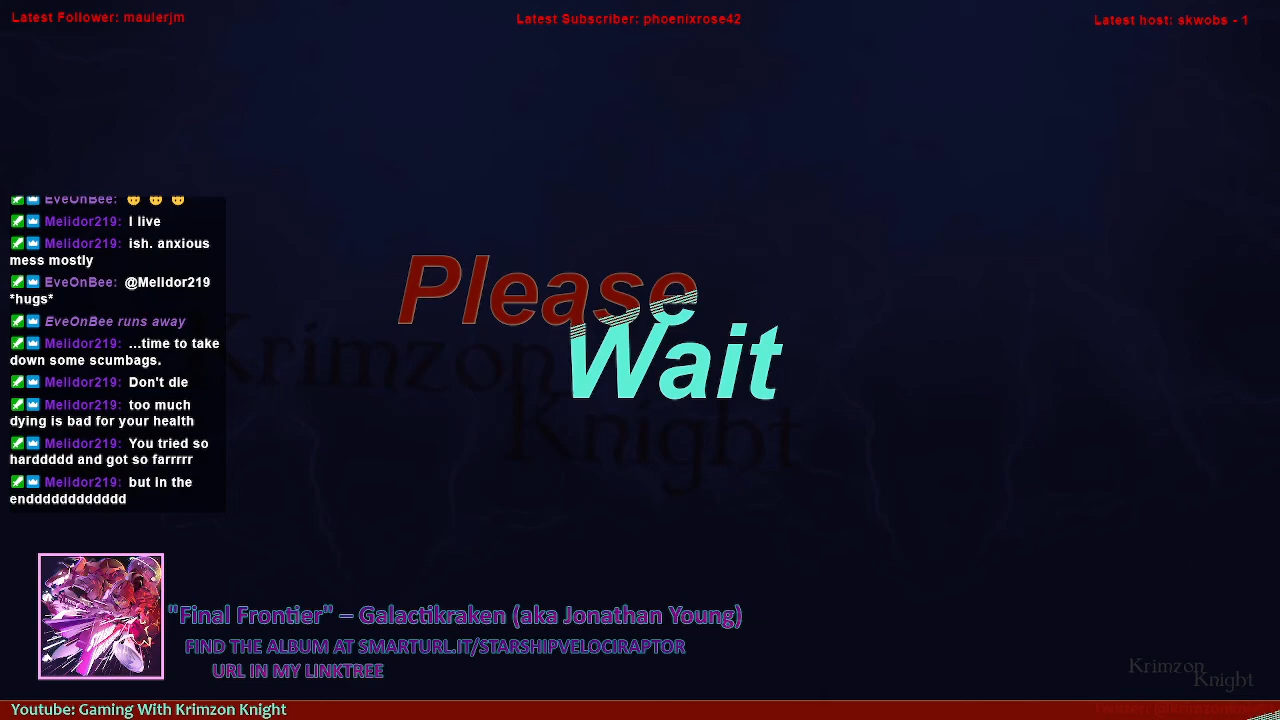 Latest Follower: maulerjm
Latest Subscriber: phoenixrose42
Latest host: skwobs - 1
EveOnBee:
Melidor219: I live
Melidor219: ish. anxious
mess mostly
EveOnBee: @Melidor219
*hugs*
EveOnBee runs away
Melidor219: ...time to take
down some scumbags.
Melidor219: Don't die
Melidor219: too much
dying is bad for your health
Melidor219: You tried so
harddddd and got so farrrrr
Melidor219: but in the
endddddddddddd
Please
Wait
Krimzon
Knight
"Final Frontier" – Galactikraken (aka Jonathan Young)
FIND THE ALBUM AT SMARTURL.IT/STARSHIPVELOCIRAPTOR
URL IN MY LINKTREE
Krimzon
Knight
Youtube: Gaming With Krimzon Knight